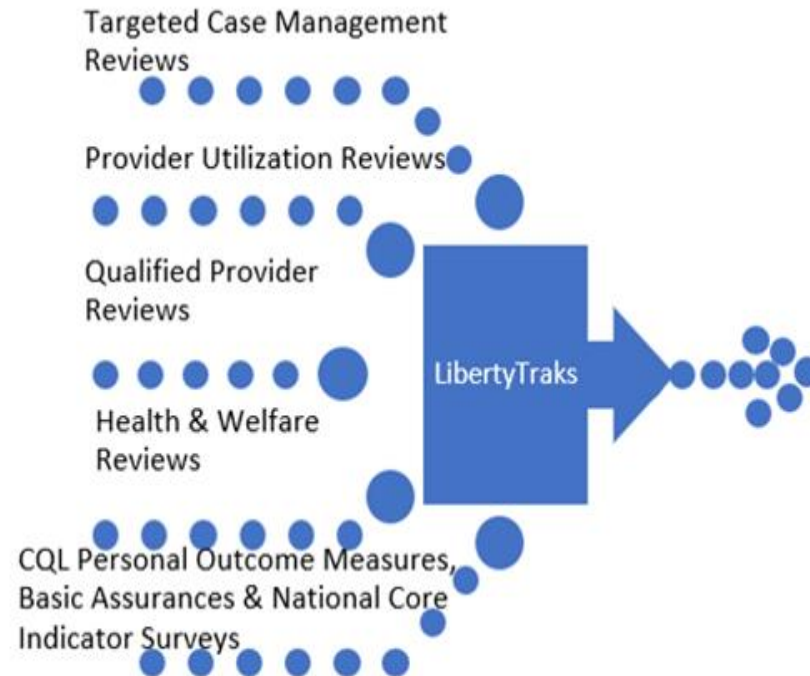 Targeted Case Management
Reviews
Provider Utilization Reviews
Qualified Provider
Reviews
LibertyTraks
Health & Welfare
Reviews
CQL Personal Outcome Measures,
Basic Assurances & National Core
Indicator Surveys